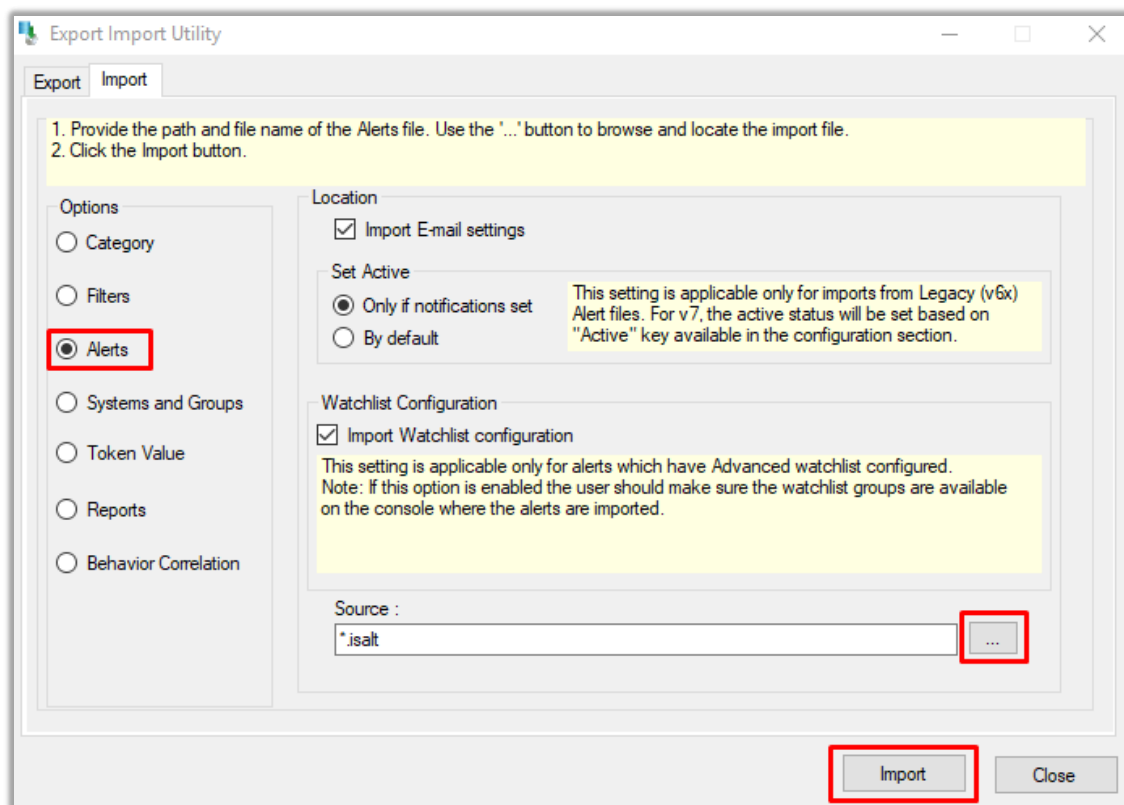 Export Import Utility
Export
Import
1. Provide the path and file name of the Alerts file. Use the '...' button to browse and locate the import file.
2. Click the Import button.
Options
Category
Filters
Alerts
Systems and Groups
Token Value
Reports
Behavior Correlation
Location
Import E-mail settings
Set Active
Only if notifications set
By default
This setting is applicable only for imports from Legacy (v6x)
Alert files. For v7, the active status will be set based on
"Active" key available in the configuration section.
Watchlist Configuration
Import Watchlist configuration
This setting is applicable only for alerts which have Advanced watchlist configured.
Note: If this option is enabled the user should make sure the watchlist groups are available
on the console where the alerts are imported.
Source :
*.isalt
...
Import
Close